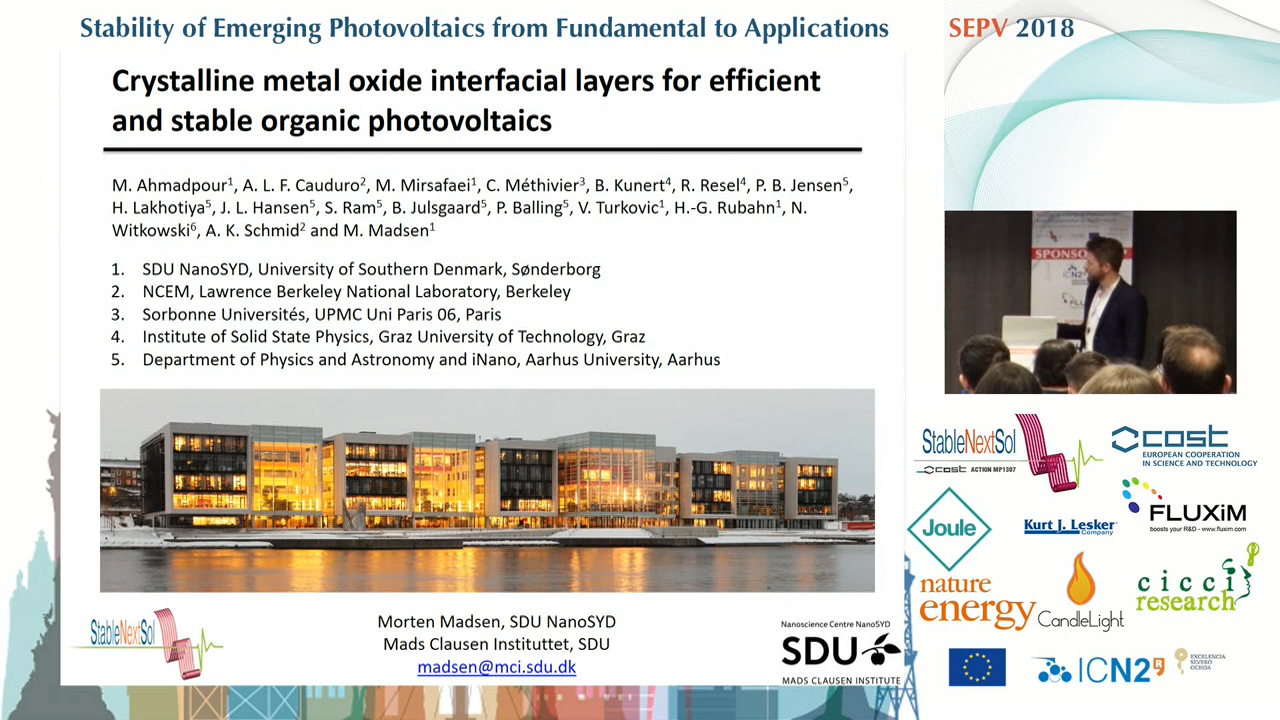 Stability of Emerging Photovoltaics from Fundamental to Applications
SEPV 2018
Crystalline metal oxide interfacial layers for efficient
and stable organic photovoltaics
M. Ahmadpour1, A. L. F. Cauduro2, M. Mirsafaei1, C. Méthivier3, B. Kunert4, R. Resel4, P. B. Jensen5,
H. Lakhotiya5, J. L. Hansen5, S. Ram5, B. Julsgaard5, P. Balling5, V. Turkovic1, H.-G. Rubahn1, N.
Witkowski6, A. K. Schmid2 and M. Madsen1
1. SDU NanoSYD, University of Southern Denmark, Sønderborg
2. NCEM, Lawrence Berkeley National Laboratory, Berkeley
3. Sorbonne Universités, UPMC Uni Paris 06, Paris
4. Institute of Solid State Physics, Graz University of Technology, Graz
5. Department of Physics and Astronomy and iNano, Aarhus University, Aarhus
StableNextSol
Morten Madsen, SDU NanoSYD
Mads Clausen Instituttet, SDU
madsen@mci.sdu.dk
Nanoscience Centre NanoSYD
SDU
MADS CLAUSEN INSTITUTE
SPONSO
ICN2
FLUX
StableNextSol
cost ACTION MP1307
cost
EUROPEAN COOPERATION
IN SCIENCE AND TECHNOLOGY
Joule
Kurt J. Lesker
Company
FLUXiM
boosts your R&D - www.fluxim.com
nature
energy
CandleLight
cicci
research
ICN2R
EXCELENCIA
SEVERO
OCHOA